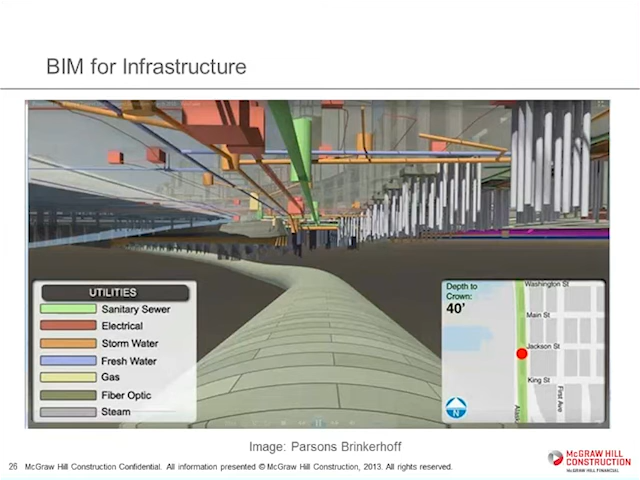 BIM for Infrastructure
UTILITIES
Sanitary Sewer
Electrical
Storm Water
Fresh Water
Gas
Fiber Optic
Steam
Depth to
Crown:
40'
Washington St
Main St
Jackson St
King St
First Ave
N
Image: Parsons Brinkerhoff
26 McGraw Hill Construction Confidential. All information presented © McGraw Hill Construction, 2013. All rights reserved.
McGRAW HILL
CONSTRUCTION
McGRAW HILL FINANCIAL